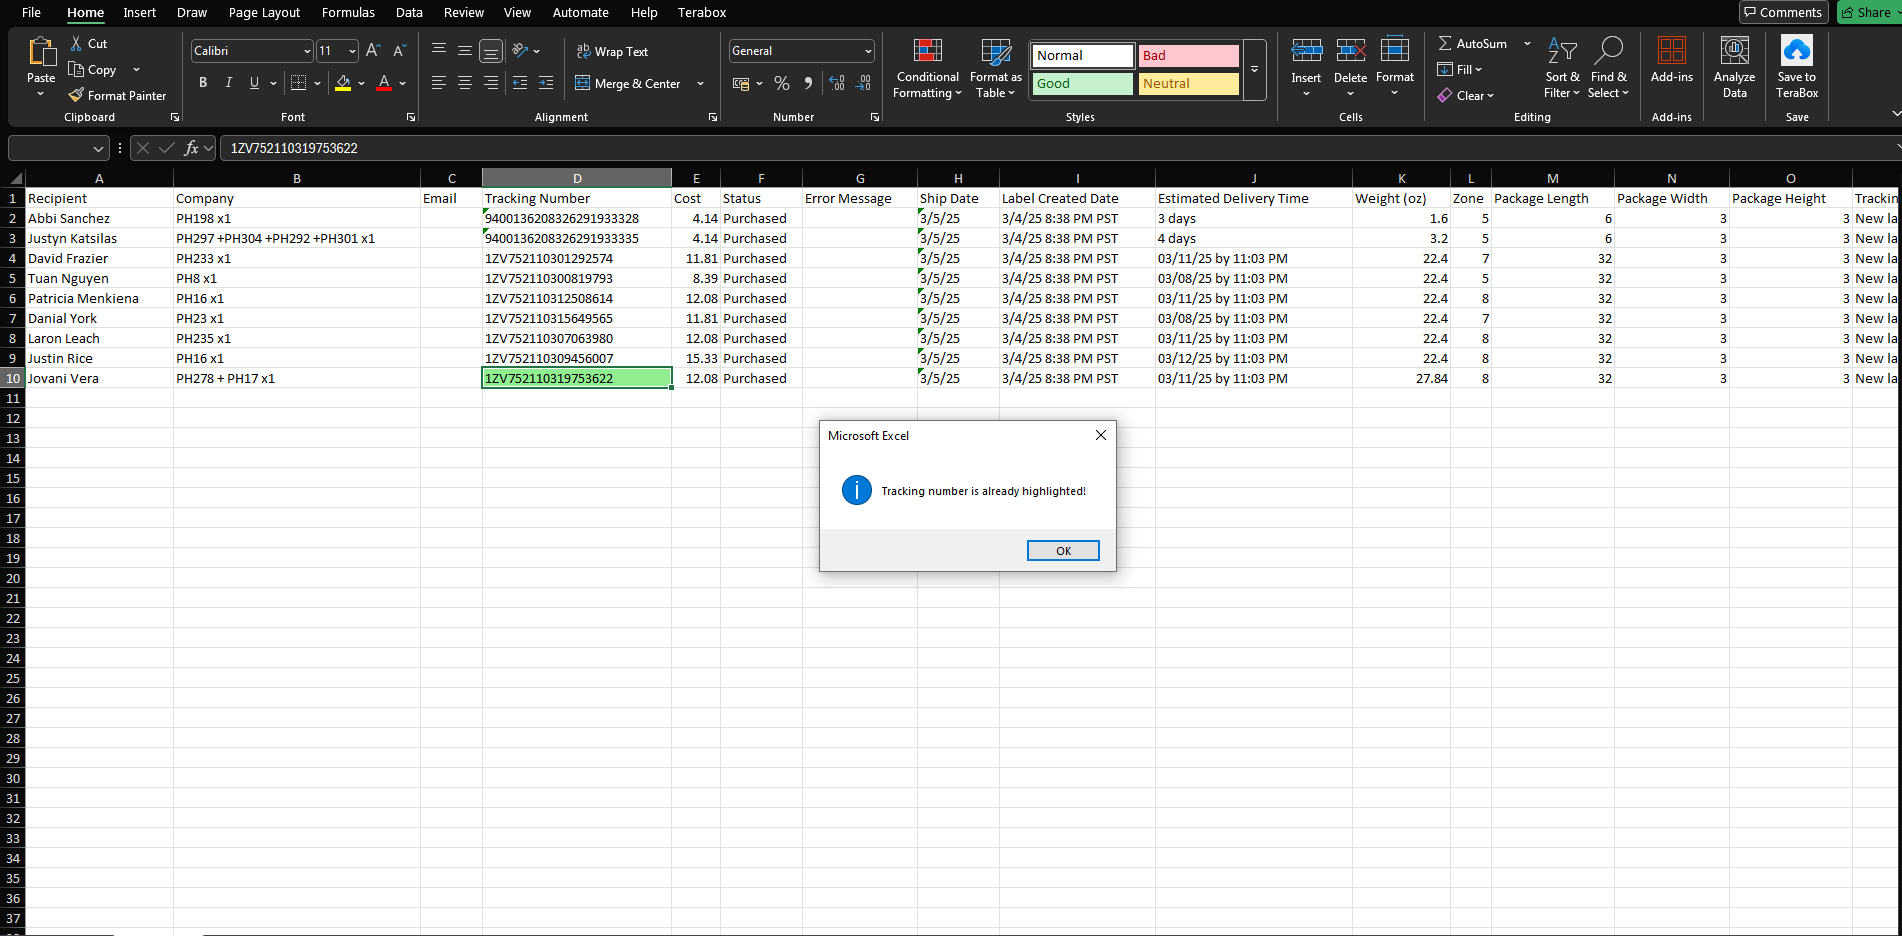 File Home Insert Draw Page Layout Formulas Data Review View Automate Help Terabox Comments Share
Paste Cut Copy Format Painter Clipboard
Calibri 11 A A B I U A Font
Wrap Text Merge & Center Alignment
General % 9 .00 .00 Number
Conditional Formatting Format as Table Normal Bad Good Neutral Styles
Insert Delete Format Cells
AutoSum Fill Clear Sort & Filter Find & Select Editing
Add-ins Add-ins
Analyze Data
Save to TeraBox Save
fx 1ZV752110319753622
A B C D E F G H I J K L M N O
1 Recipient Company Email Tracking Number Cost Status Error Message Ship Date Label Created Date Estimated Delivery Time Weight (oz) Zone Package Length Package Width Package Height Trackin
2 Abbi Sanchez PH198 x1 9400136208326291933328 4.14 Purchased 3/5/25 3/4/25 8:38 PM PST 3 days 1.6 5 6 3 3 New la
3 Justyn Katsilas PH297 +PH304 +PH292 +PH301 x1 9400136208326291933335 4.14 Purchased 3/5/25 3/4/25 8:38 PM PST 4 days 3.2 5 6 3 3 New la
4 David Frazier PH233 x1 1ZV752110301292574 11.81 Purchased 3/5/25 3/4/25 8:38 PM PST 03/11/25 by 11:03 PM 22.4 7 32 3 3 New la
5 Tuan Nguyen PH8 x1 1ZV752110300819793 8.39 Purchased 3/5/25 3/4/25 8:38 PM PST 03/08/25 by 11:03 PM 22.4 5 32 3 3 New la
6 Patricia Menkiena PH16 x1 1ZV752110312508614 12.08 Purchased 3/5/25 3/4/25 8:38 PM PST 03/11/25 by 11:03 PM 22.4 8 32 3 3 New la
7 Danial York PH23 x1 1ZV752110315649565 11.81 Purchased 3/5/25 3/4/25 8:38 PM PST 03/08/25 by 11:03 PM 22.4 7 32 3 3 New la
8 Laron Leach PH235 x1 1ZV752110307063980 12.08 Purchased 3/5/25 3/4/25 8:38 PM PST 03/11/25 by 11:03 PM 22.4 8 32 3 3 New la
9 Justin Rice PH16 x1 1ZV752110309456007 15.33 Purchased 3/5/25 3/4/25 8:38 PM PST 03/12/25 by 11:03 PM 22.4 8 32 3 3 New la
10 Jovani Vera PH278 + PH17 x1 1ZV752110319753622 12.08 Purchased 3/5/25 3/4/25 8:38 PM PST 03/11/25 by 11:03 PM 27.84 8 32 3 3 New la
11
12
13
14
15
16
17
18
19
20
21
22
23
24
25
26
27
28
29
30
31
32
33
34
35
36
37
Microsoft Excel
Tracking number is already highlighted!
OK